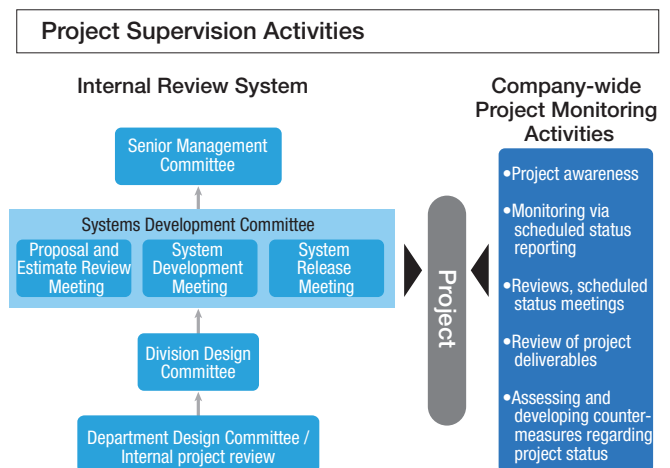 Project Supervision Activities
Internal Review System
Senior Management
Committee
Systems Development Committee
Proposal and
Estimate Review
Meeting
System
Development
Meeting
System
Release
Meeting
Division Design
Committee
Department Design Committee /
Internal project review
Project
Company-wide
Project Monitoring
Activities
•Project awareness
•Monitoring via
scheduled status
reporting
•Reviews, scheduled
status meetings
•Review of project
deliverables
•Assessing and
developing counter-
measures regarding
project status